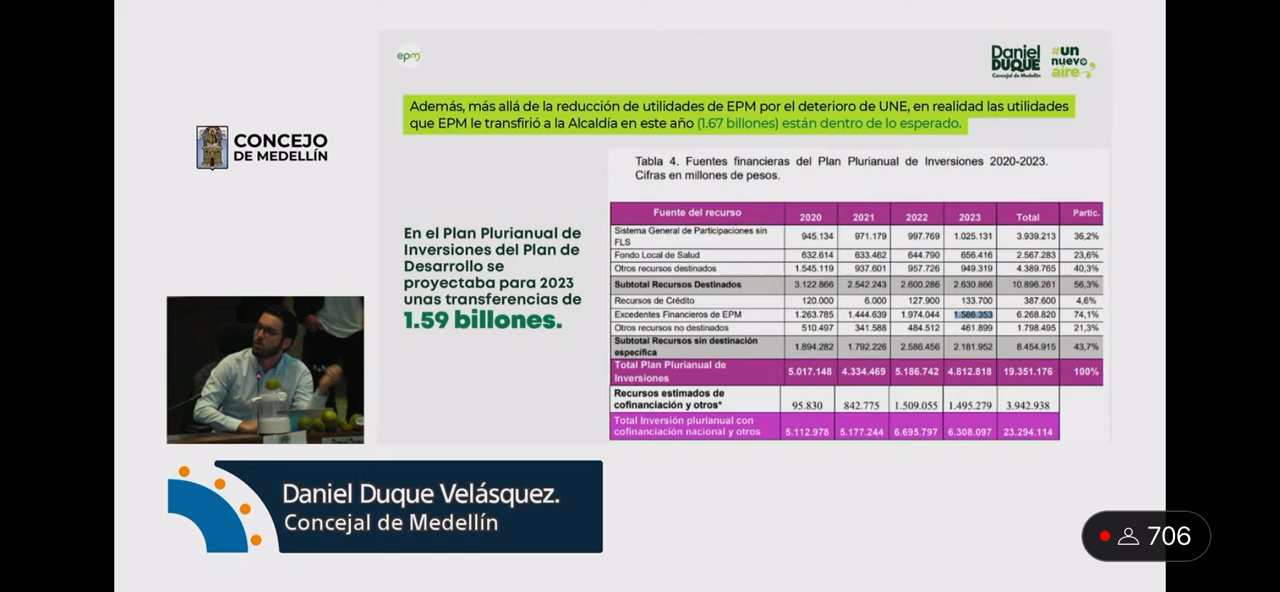 epm
Daniel
DUQUE
Concejal de Medellín
#un
nuevo
aire
Además, más allá de la reducción de utilidades de EPM por el deterioro de UNE, en realidad las utilidades
que EPM le transfirió a la Alcaldía en este año (1.67 billones) están dentro de lo esperado.
CONCEJO
DE MEDELLÍN
Tabla 4. Fuentes financieras del Plan Plurianual de Inversiones 2020-2023.
Cifras en millones de pesos.
En el Plan Plurianual de
Inversiones del Plan de
Desarrollo se
proyectaba para 2023
unas transferencias de
1.59 billones.
Fuente del recurso 2020 2021 2022 2023 Total Partic.
Sistema General de Participaciones sin
FLS 945.134 971.179 997.769 1.025.131 3.939.213 36,2%
Fondo Local de Salud 632.614 633.462 644.790 656.416 2.567.283 23,6%
Otros recursos destinados 1.545.119 937.601 957.726 949.319 4.389.765 40,3%
Subtotal Recursos Destinados 3.122.866 2.542.243 2.600.286 2.630.866 10.896.261 56,3%
Recursos de Crédito 120.000 6.000 127.900 133.700 387.600 4,6%
Excedentes Financieros de EPM 1.263.785 1.444.639 1.974.044 1.586.353 6.268.820 74,1%
Otros recursos no destinados 510.497 341.588 484.512 461.899 1.798.495 21,3%
Subtotal Recursos sin destinación
específica 1.894.282 1.792.226 2.586.456 2.181.952 8.454.915 43,7%
Total Plan Plurianual de
Inversiones 5.017.148 4.334.469 5.186.742 4.812.818 19.351.176 100%
Recursos estimados de
cofinanciación y otros* 95.830 842.775 1.509.055 1.495.279 3.942.938
Total Inversión plurianual con
cofinanciación nacional y otros 5.112.978 5.177.244 6.695.797 6.308.097 23.294.114
Daniel Duque Velásquez.
Concejal de Medellín
706